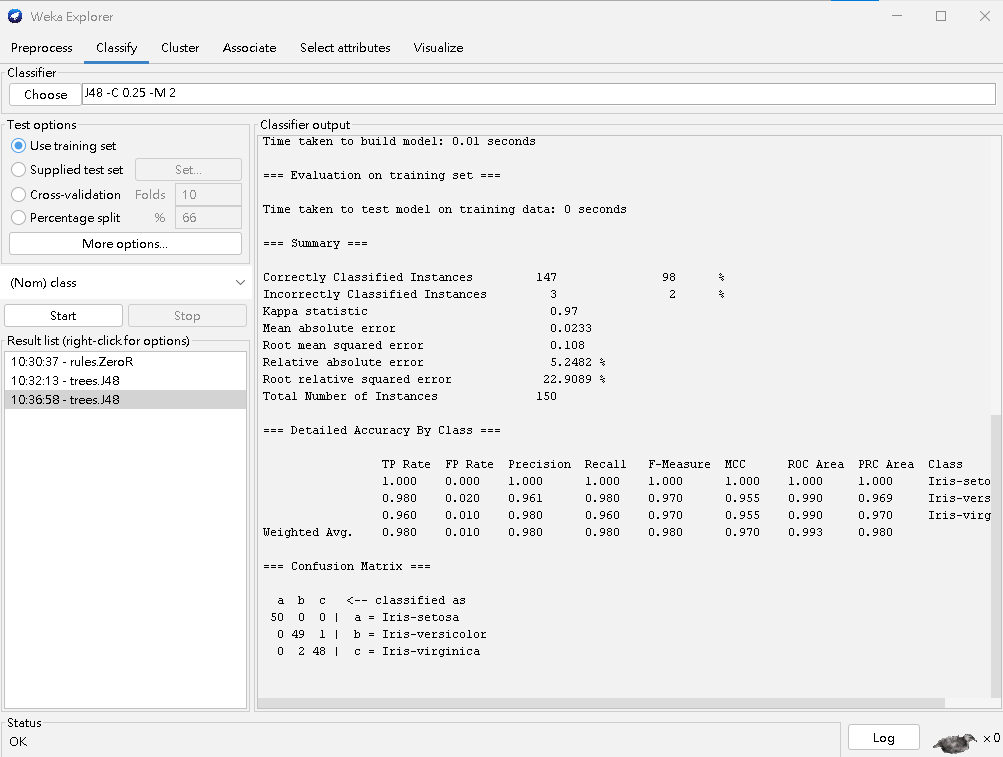 Weka Explorer
Preprocess Classify Cluster Associate Select attributes Visualize
Classifier
Choose J48 -C 0.25 -M 2
Test options
Use training set
Supplied test set Set...
Cross-validation Folds 10
Percentage split % 66
More options...
(Nom) class
Start Stop
Result list (right-click for options)
10:30:37 - rules.ZeroR
10:32:13 - trees.J48
10:36:58 - trees.J48
Classifier output
Time taken to build model: 0.01 seconds
=== Evaluation on training set ===
Time taken to test model on training data: 0 seconds
=== Summary ===
Correctly Classified Instances 147 98 %
Incorrectly Classified Instances 3 2 %
Kappa statistic 0.97
Mean absolute error 0.0233
Root mean squared error 0.108
Relative absolute error 5.2482 %
Root relative squared error 22.9089 %
Total Number of Instances 150
=== Detailed Accuracy By Class ===
TP Rate FP Rate Precision Recall F-Measure MCC ROC Area PRC Area Class
1.000 0.000 1.000 1.000 1.000 1.000 1.000 1.000 Iris-seto
0.980 0.020 0.961 0.980 0.970 0.955 0.990 0.969 Iris-vers
0.960 0.010 0.980 0.960 0.970 0.955 0.990 0.970 Iris-virg
Weighted Avg. 0.980 0.010 0.980 0.980 0.980 0.970 0.993 0.980
=== Confusion Matrix ===
a b c <-- classified as
50 0 0 | a = Iris-setosa
0 49 1 | b = Iris-versicolor
0 2 48 | c = Iris-virginica
Status
OK
Log
× 0